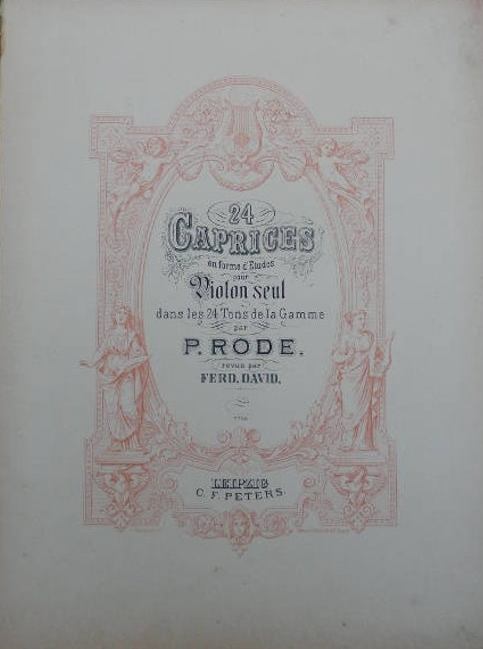 24
CAPRICES
en forme d'Etudes
pour
Violon seul
dans les 24 Tons de la Gamme
par
P. RODE.
revus par
FERD. DAVID.
LEIPZIG
C. F. PETERS.